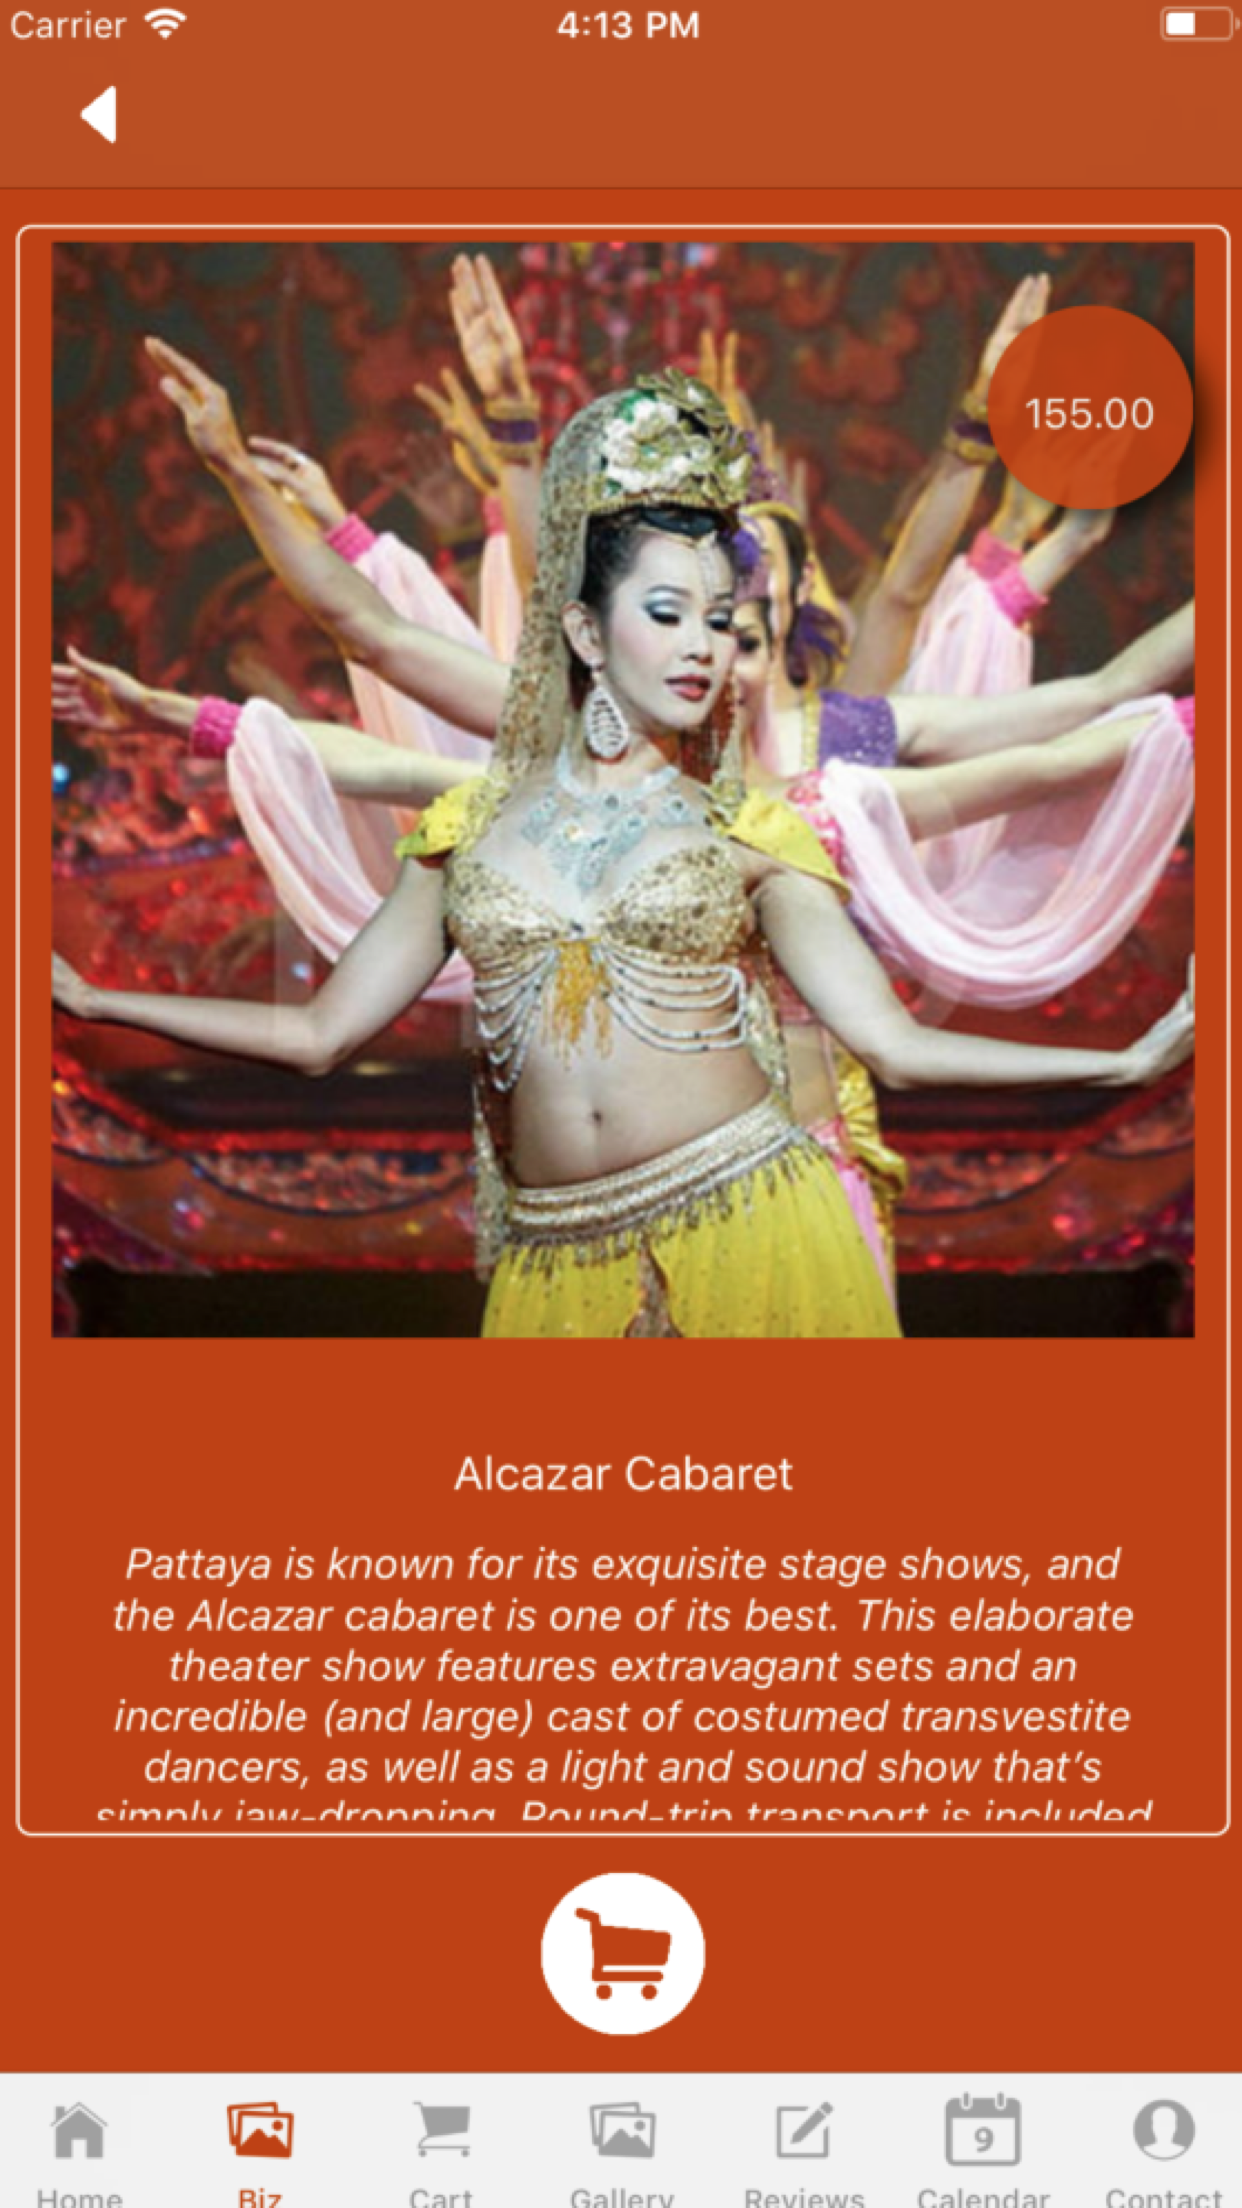 Carrier
4:13 PM
155.00
Alcazar Cabaret
Pattaya is known for its exquisite stage shows, and
the Alcazar cabaret is one of its best. This elaborate
theater show features extravagant sets and an
incredible (and large) cast of costumed transvestite
dancers, as well as a light and sound show that's
simply jaw-dropping. Round-trip transport is included
9
Home
Biz
Cart
Gallery
Reviews
Calendar
Contact